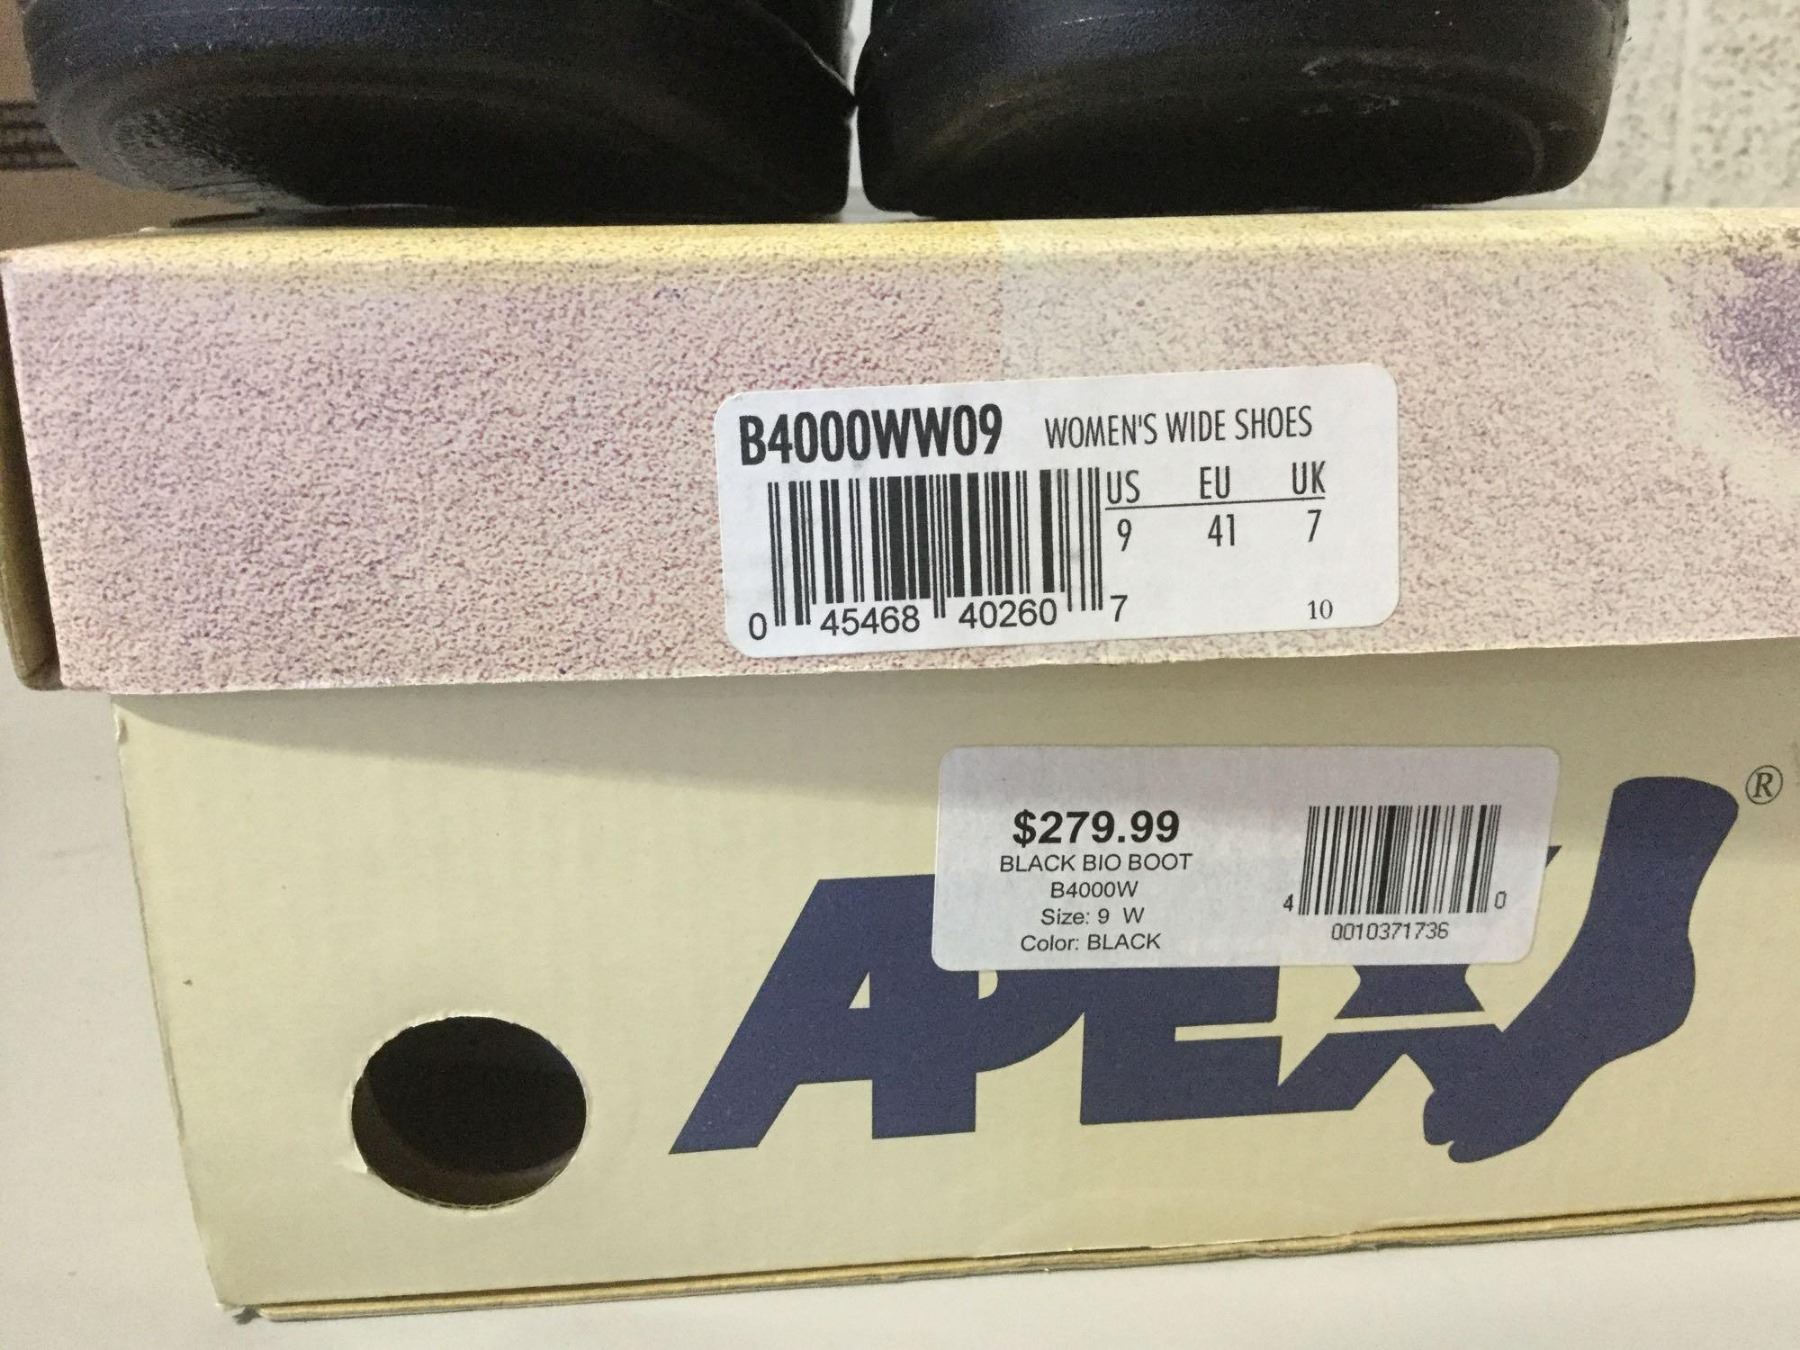 B4000WW09 WOMEN'S WIDE SHOES
US EU UK
9 41 7
0 45468 40260 7
10
$279.99
BLACK BIO BOOT
B4000W
Size: 9 W
Color: BLACK
4 0
0010371736
APEX ®